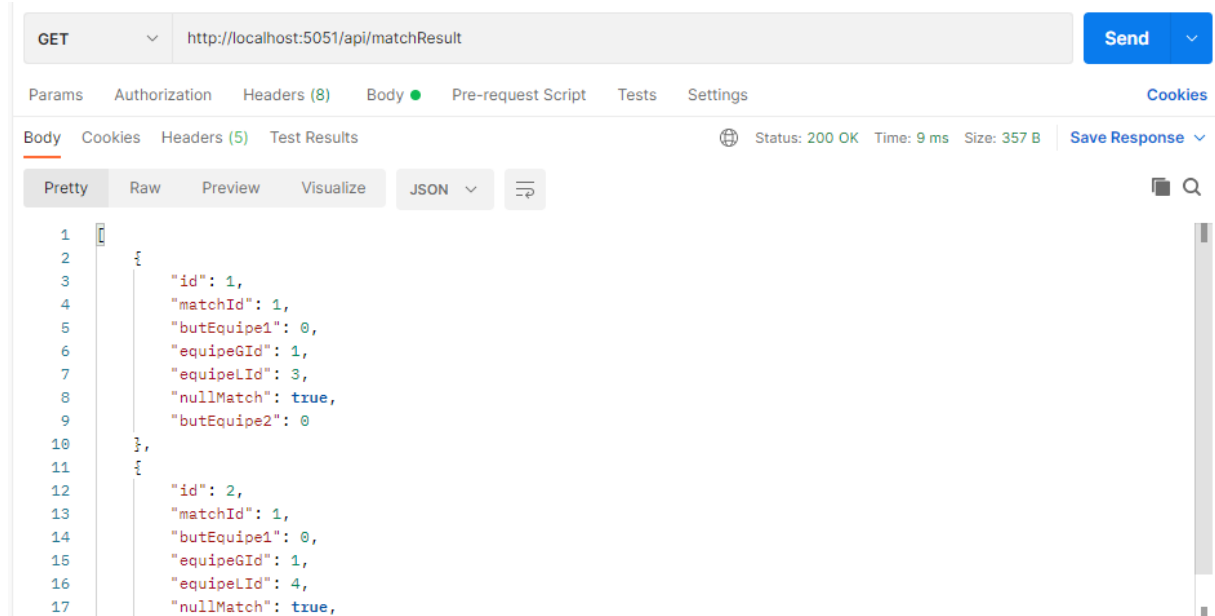 GET http://localhost:5051/api/matchResult Send
Params Authorization Headers (8) Body Pre-request Script Tests Settings Cookies
Body Cookies Headers (5) Test Results Status: 200 OK Time: 9 ms Size: 357 B Save Response
Pretty Raw Preview Visualize JSON
1 [
2 {
3 "id": 1,
4 "matchId": 1,
5 "butEquipe1": 0,
6 "equipeGId": 1,
7 "equipeLId": 3,
8 "nullMatch": true,
9 "butEquipe2": 0
10 },
11 {
12 "id": 2,
13 "matchId": 1,
14 "butEquipe1": 0,
15 "equipeGId": 1,
16 "equipeLId": 4,
17 "nullMatch": true,